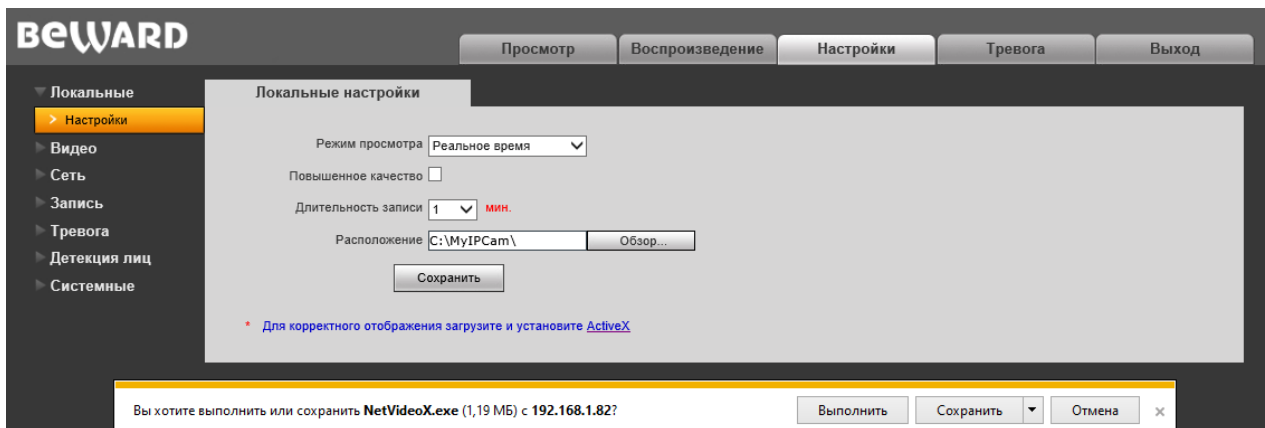 BEWARD
Просмотр Воспроизведение Настройки Тревога Выход
Локальные
Настройки
Видео
Сеть
Запись
Тревога
Детекция лиц
Системные
Локальные настройки
Режим просмотра Реальное время
Повышенное качество
Длительность записи 1 мин.
Расположение C:\MyIPCam\ Обзор...
Сохранить
* Для корректного отображения загрузите и установите ActiveX
Вы хотите выполнить или сохранить NetVideoX.exe (1,19 МБ) с 192.168.1.82? Выполнить Сохранить Отмена ×